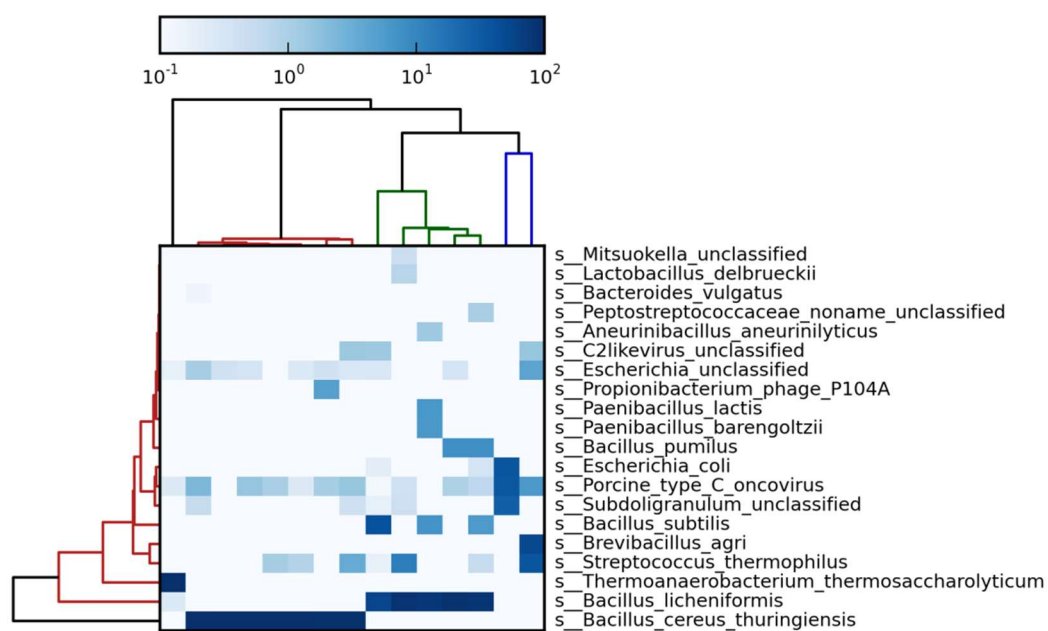 10^-1 10^0 10^1 10^2
s__Mitsuokella_unclassified
s__Lactobacillus_delbrueckii
s__Bacteroides_vulgatus
s__Peptostreptococcaceae_noname_unclassified
s__Aneurinibacillus_aneurinilyticus
s__C2likevirus_unclassified
s__Escherichia_unclassified
s__Propionibacterium_phage_P104A
s__Paenibacillus_lactis
s__Paenibacillus_barengoltzii
s__Bacillus_pumilus
s__Escherichia_coli
s__Porcine_type_C_oncovirus
s__Subdoligranulum_unclassified
s__Bacillus_subtilis
s__Brevibacillus_agri
s__Streptococcus_thermophilus
s__Thermoanaerobacterium_thermosaccharolyticum
s__Bacillus_licheniformis
s__Bacillus_cereus_thuringiensis